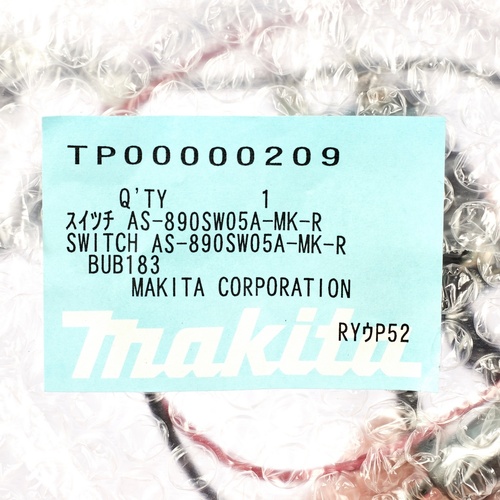 TP00000209
Q'TY 1
スイッチ AS-890SW05A-MK-R
SWITCH AS-890SW05A-MK-R
BUB183
MAKITA CORPORATION
RYウP52
makita